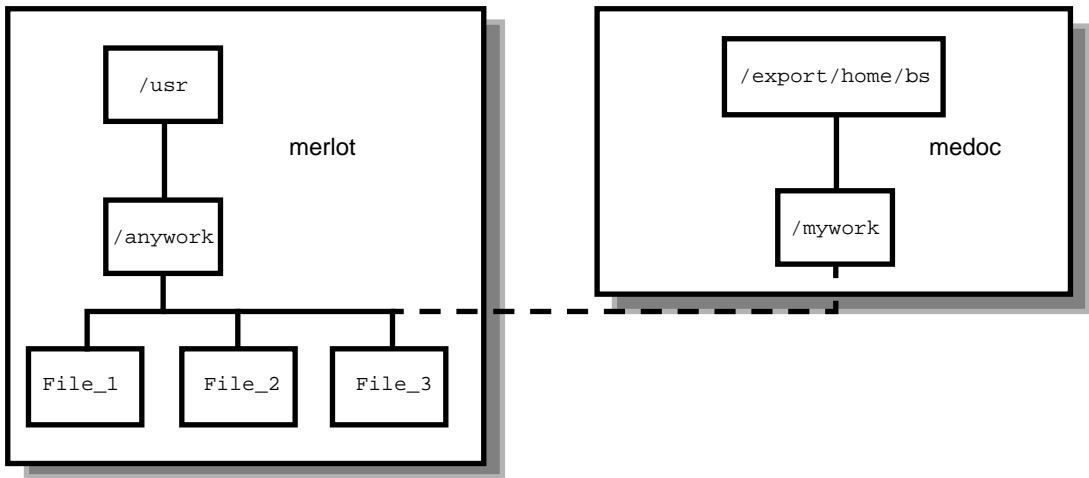 /usr
merlot
/anywork
File_1
File_2
File_3
/export/home/bs
medoc
/mywork